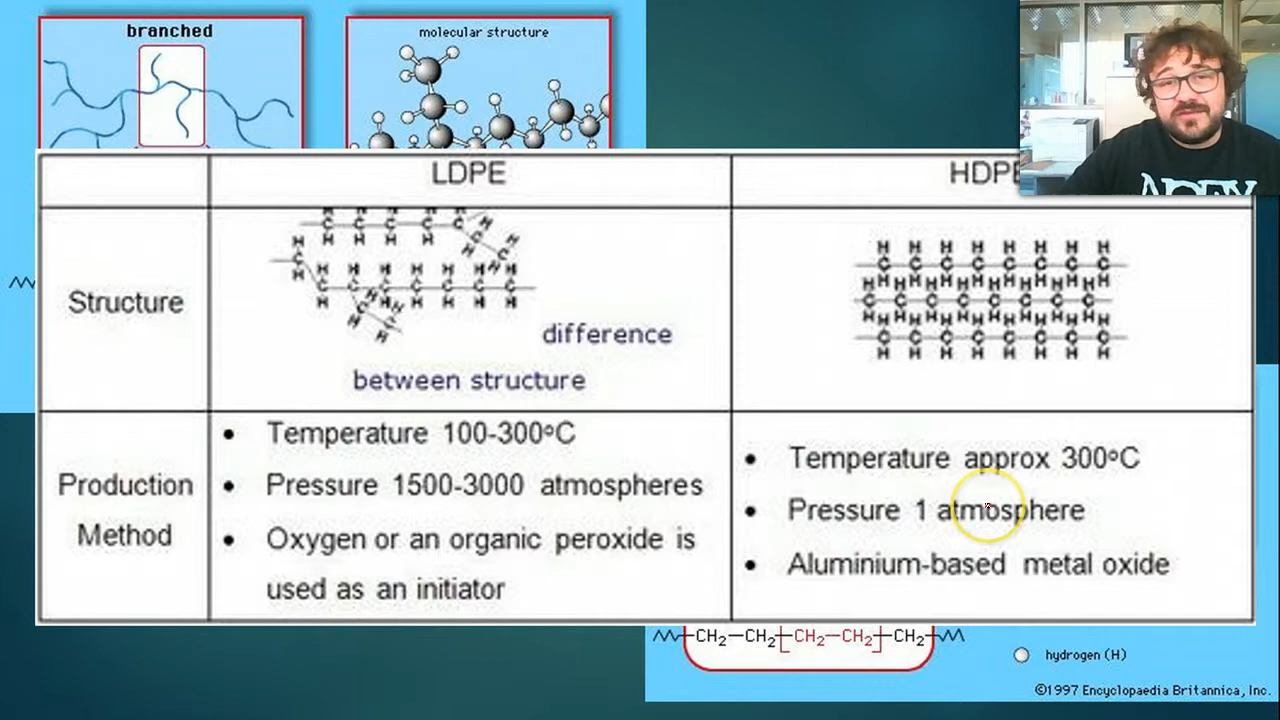 branched
molecular structure
LDPE
HDPE
Structure
difference
between structure
Production
Method
• Temperature 100-300°C
• Pressure 1500-3000 atmospheres
• Oxygen or an organic peroxide is
used as an initiator
• Temperature approx 300°C
• Pressure 1 atmosphere
• Aluminium-based metal oxide
CH2—CH2 CH2—CH2 CH2
hydrogen (H)
©1997 Encyclopaedia Britannica, Inc.